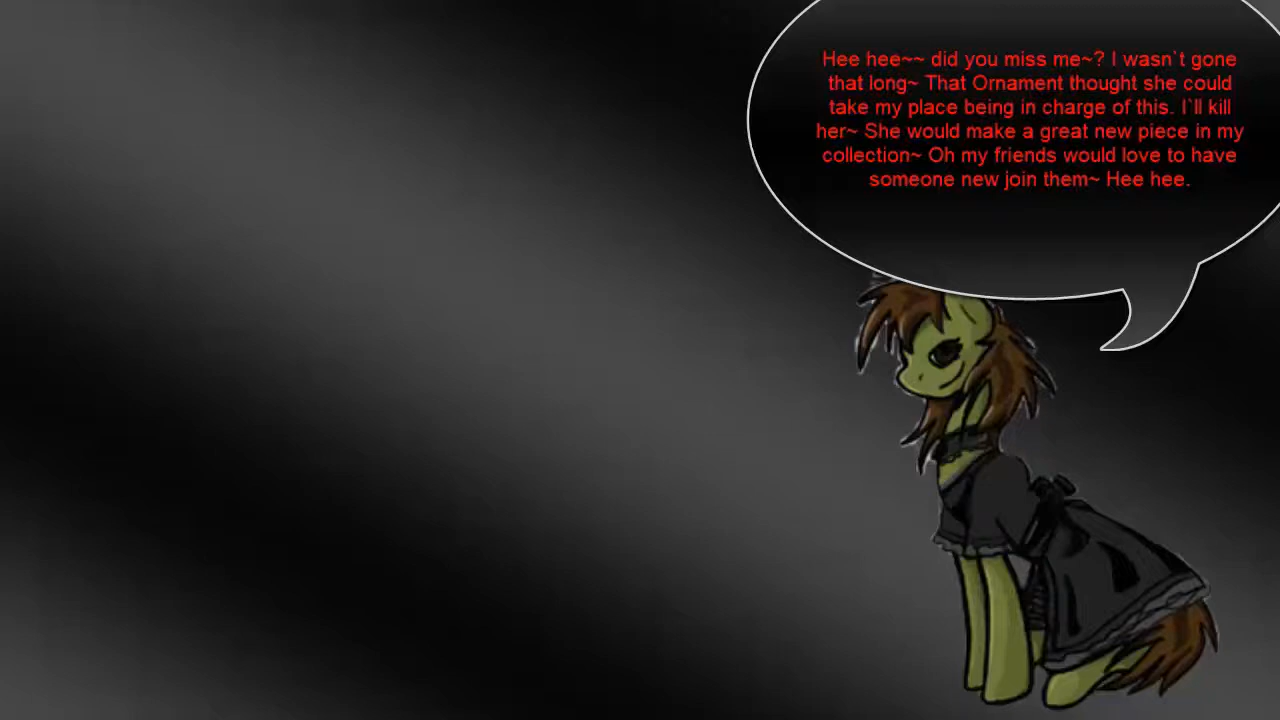 Hee hee~~ did you miss me~? I wasn`t gone
that long~ That Ornament thought she could
take my place being in charge of this. I`ll kill
her~ She would make a great new piece in my
collection~ Oh my friends would love to have
someone new join them~ Hee hee.